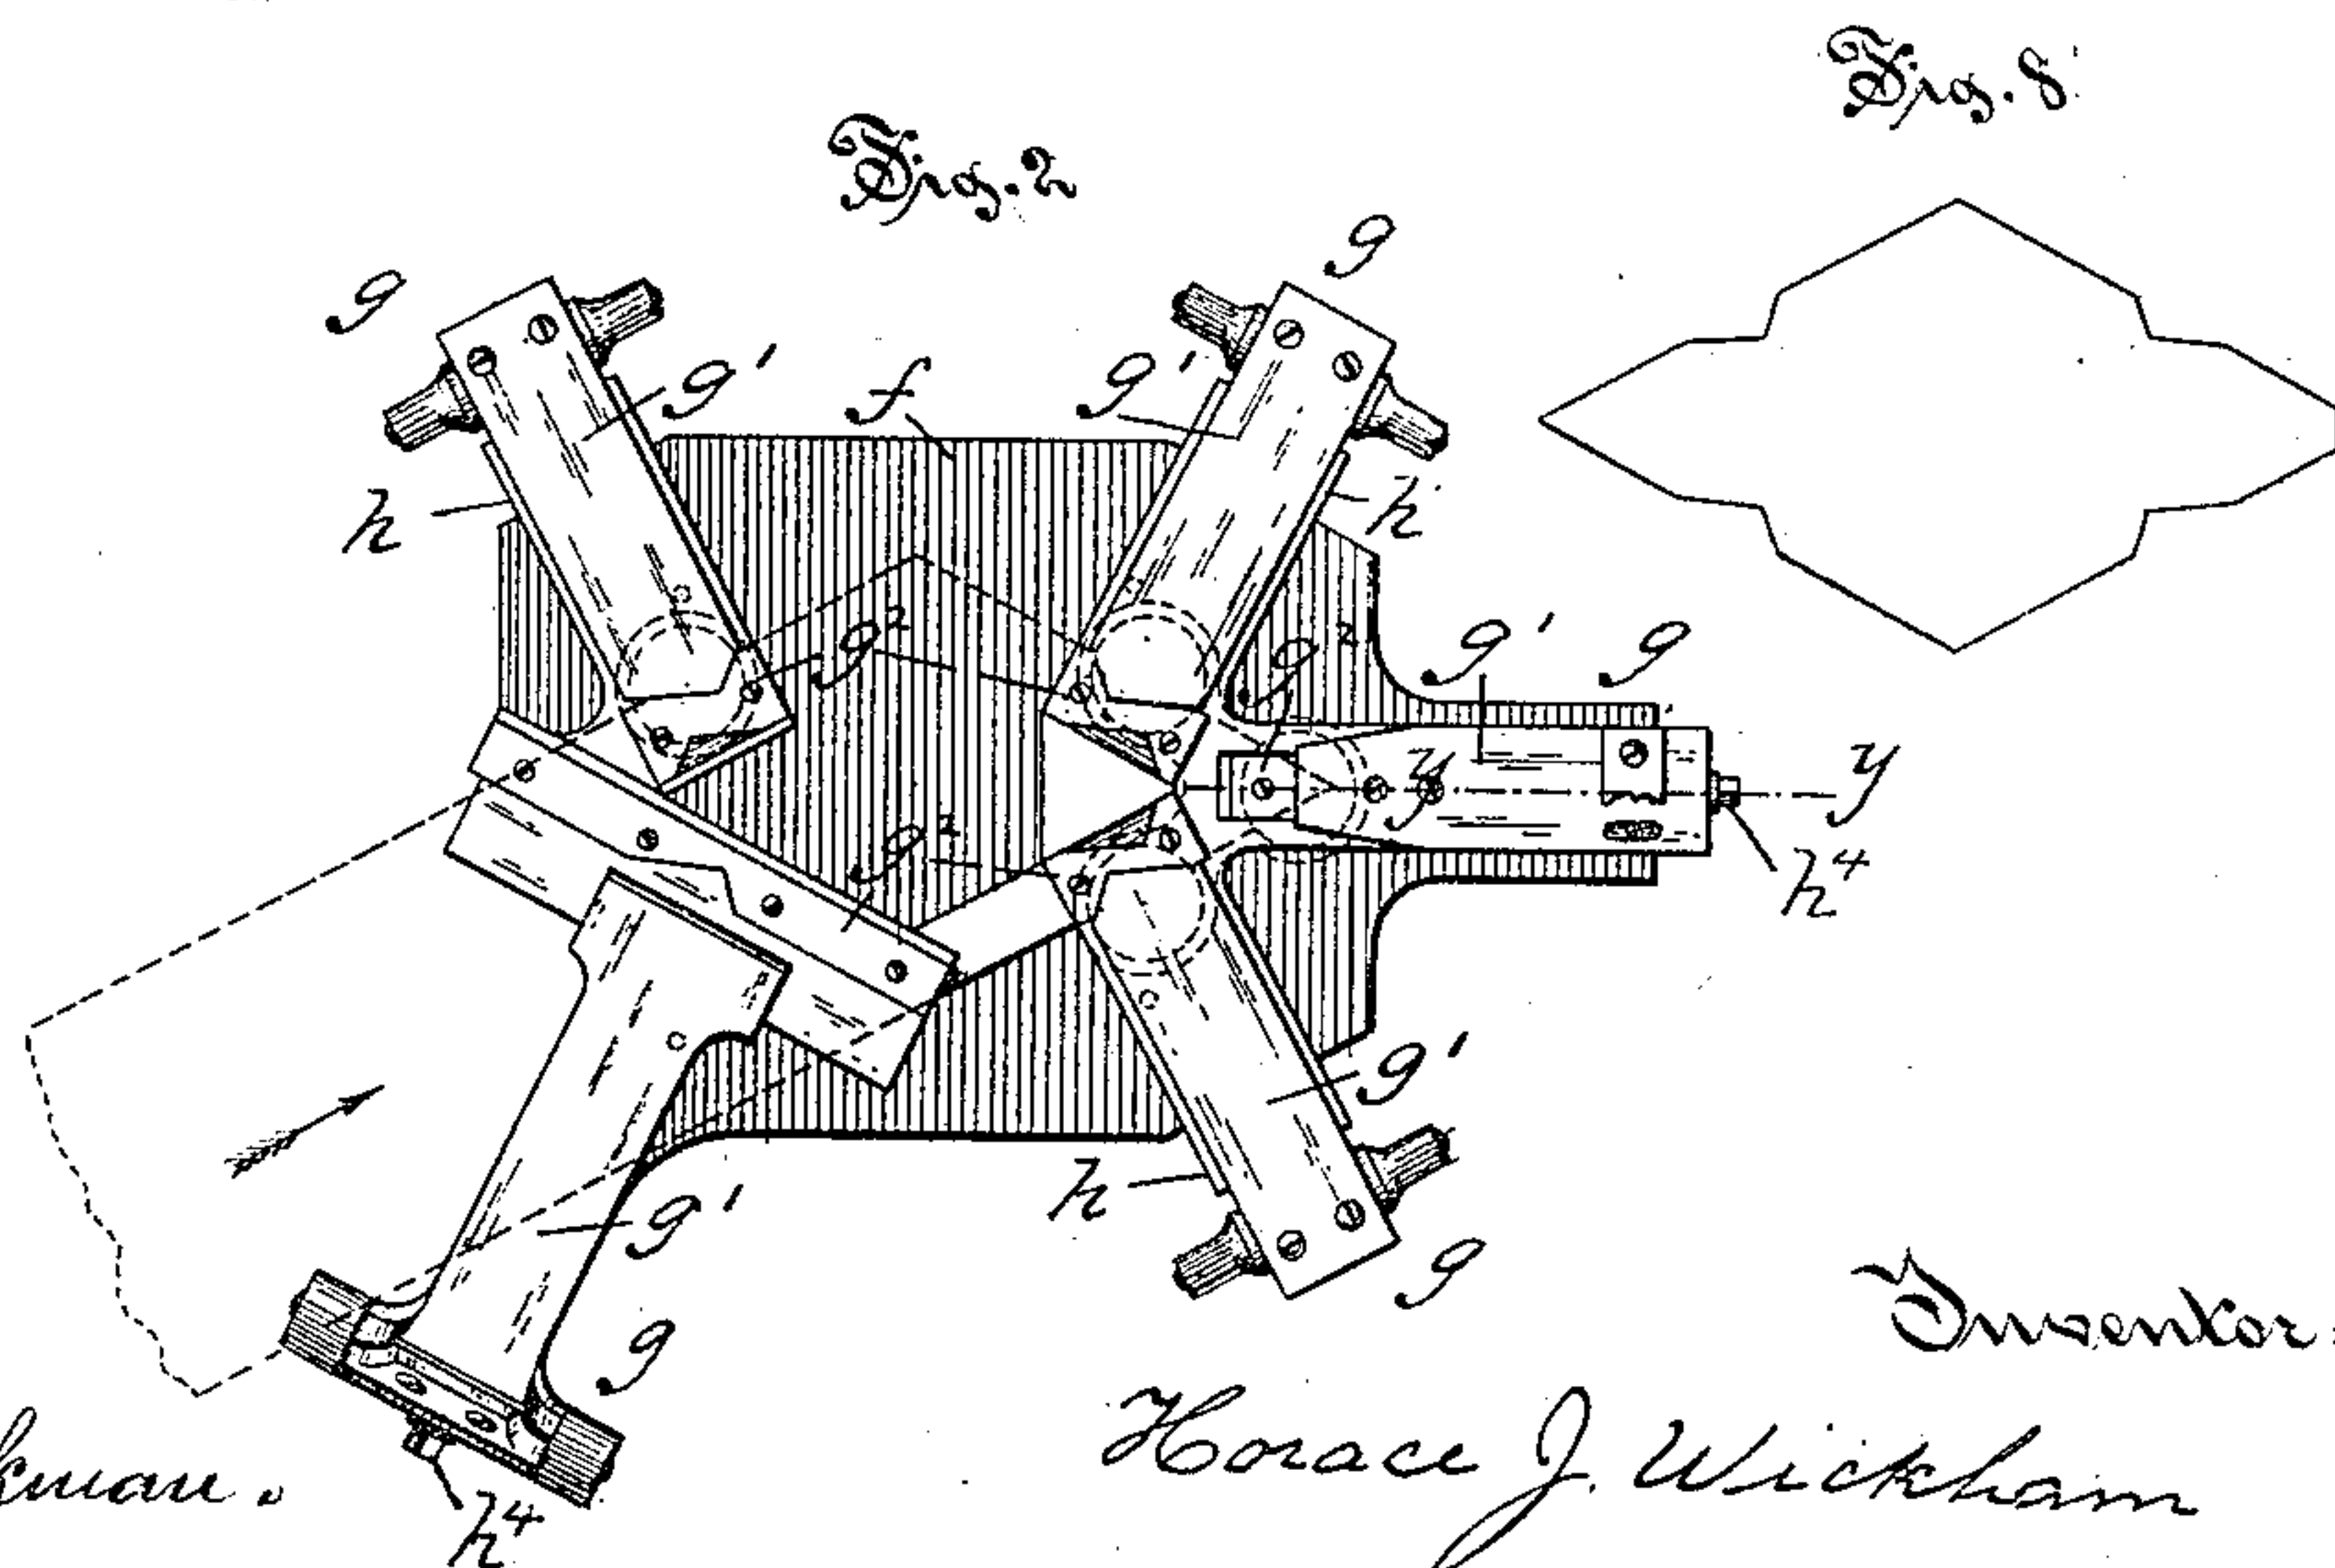 Fig. 8.
Fig. 2
g
g
g'
f
g'
h
h
g²
g²
g'
g
y
y
g²
h⁴
g'
h
g'
g
g
h⁴
Inventor:
Horace J. Wickham